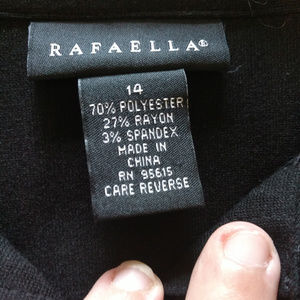 RAFAELLA®
14
70% POLYESTER
27% RAYON
3% SPANDEX
MADE IN
CHINA
RN 95615
CARE REVERSE